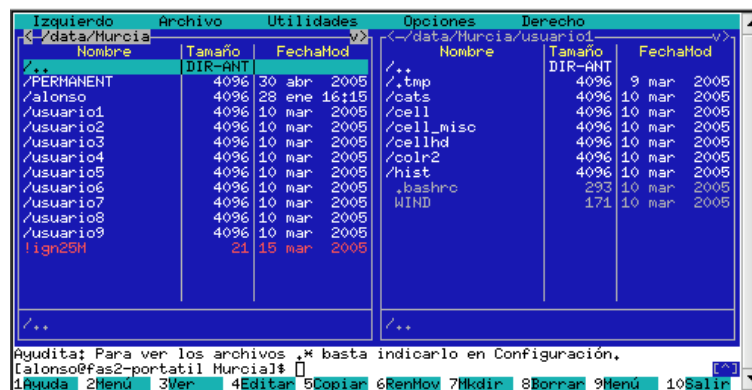 Izquierdo Archivo Utilidades Opciones Derecho
<-/data/Murcia v> <-/data/Murcia/usuario1 v>
Nombre Tamaño FechaMod Nombre Tamaño FechaMod
/.. DIR-ANT /.. DIR-ANT
/PERMANENT 4096 30 abr 2005 /.tmp 4096 9 mar 2005
/alonso 4096 28 ene 16:15 /cats 4096 10 mar 2005
/usuario1 4096 10 mar 2005 /cell 4096 10 mar 2005
/usuario2 4096 10 mar 2005 /cell_misc 4096 10 mar 2005
/usuario3 4096 10 mar 2005 /cellhd 4096 10 mar 2005
/usuario4 4096 10 mar 2005 /colr2 4096 10 mar 2005
/usuario5 4096 10 mar 2005 /hist 4096 10 mar 2005
/usuario6 4096 10 mar 2005 .bashrc 293 10 mar 2005
/usuario7 4096 10 mar 2005 WIND 171 10 mar 2005
/usuario8 4096 10 mar 2005
/usuario9 4096 10 mar 2005
!ign25M 21 15 mar 2005
/.. /..
Ayudita: Para ver los archivos .* basta indicarlo en Configuración.
[alonso@fas2-portatil Murcia]$ [^]
1Ayuda 2Menú 3Ver 4Editar 5Copiar 6RenMov 7Mkdir 8Borrar 9Menú 10Salir